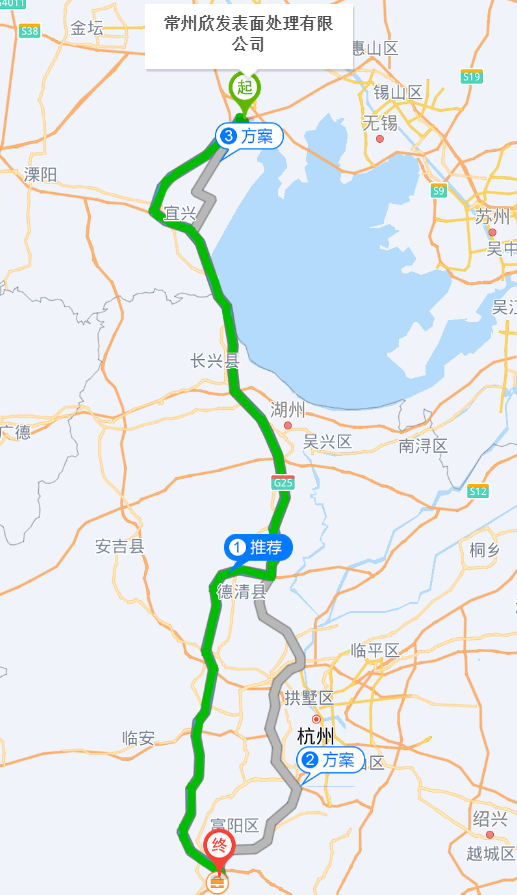 G4011
S38
金坛
常州欣发表面处理有限
公司
惠山区
S19
起
锡山区
无锡
3 方案
溧阳
S9
宜兴
苏州
吴中
吴江
长兴县
湖州
广德
吴兴区
南浔区
G25
S12
安吉县
1 推荐
桐乡
德清县
临平区
拱墅区
杭州
临安
2 方案
区
富阳区
绍兴
终
越城区